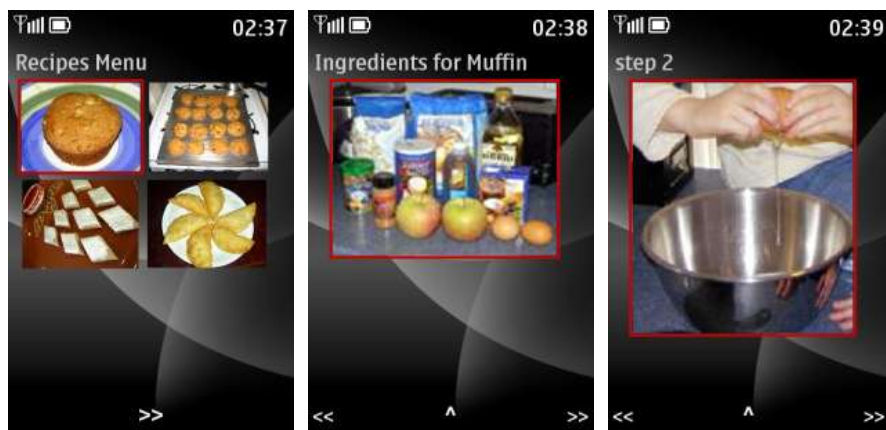 02:37
Recipes Menu
>>
02:38
Ingredients for Muffin
<< ^ >>
02:39
step 2
<< ^ >>